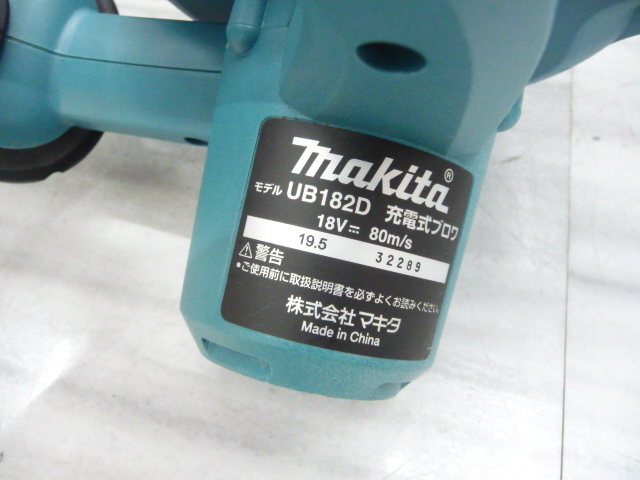 makita®
モデル UB182D 充電式ブロワ
18V⎓ 80m/s
19.5 32289
⚠警告
•ご使用前に取扱説明書を必ずよくお読みください。
株式会社マキタ
Made in China